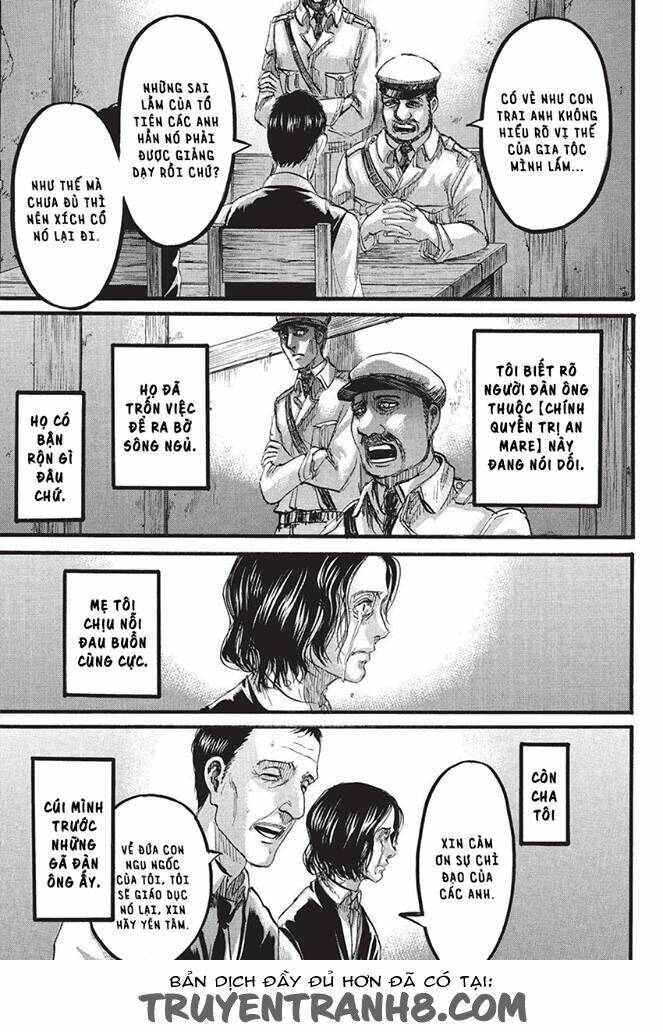 CÓ VẺ NHƯ CON
TRAI ANH KHÔNG
HIỂU RÕ VỊ THẾ
CỦA GIA TỘC
MÌNH LẮM...
NHỮNG SAI
LẦM CỦA TỔ
TIÊN CÁC ANH
HẲN NÓ PHẢI
ĐƯỢC GIẢNG
DẠY RỒI CHỨ?
NHƯ THẾ MÀ
CHƯA ĐỦ THÌ
NÊN XÍCH CỔ
NÓ LẠI ĐI.
TÔI BIẾT RÕ
NGƯỜI ĐÀN ÔNG
THUỘC [CHÍNH
QUYỀN TRỊ AN
MARE] NÀY
ĐANG NÓI DỐI.
HỌ ĐÃ
TRỐN VIỆC
ĐỂ RA BỜ
SÔNG NGỦ.
HỌ CÓ
BẬN
RỘN GÌ
ĐÂU
CHỨ.
MẸ TÔI
CHỊU NỖI
ĐAU BUỒN
CÙNG CỰC.
CÒN
CHA
TÔI
XIN CẢM
ƠN SỰ CHỈ
ĐẠO CỦA
CÁC ANH.
VỀ ĐỨA CON
NGU NGỐC
CỦA TÔI, TÔI
SẼ GIÁO DỤC
NÓ LẠI, XIN
HÃY YÊN TÂM.
CÚI MÌNH
TRƯỚC
NHỮNG
GÃ ĐÀN
ÔNG ẤY.
BẢN DỊCH ĐẦY ĐỦ HƠN ĐÃ CÓ TẠI:
TRUYENTRANH8.COM